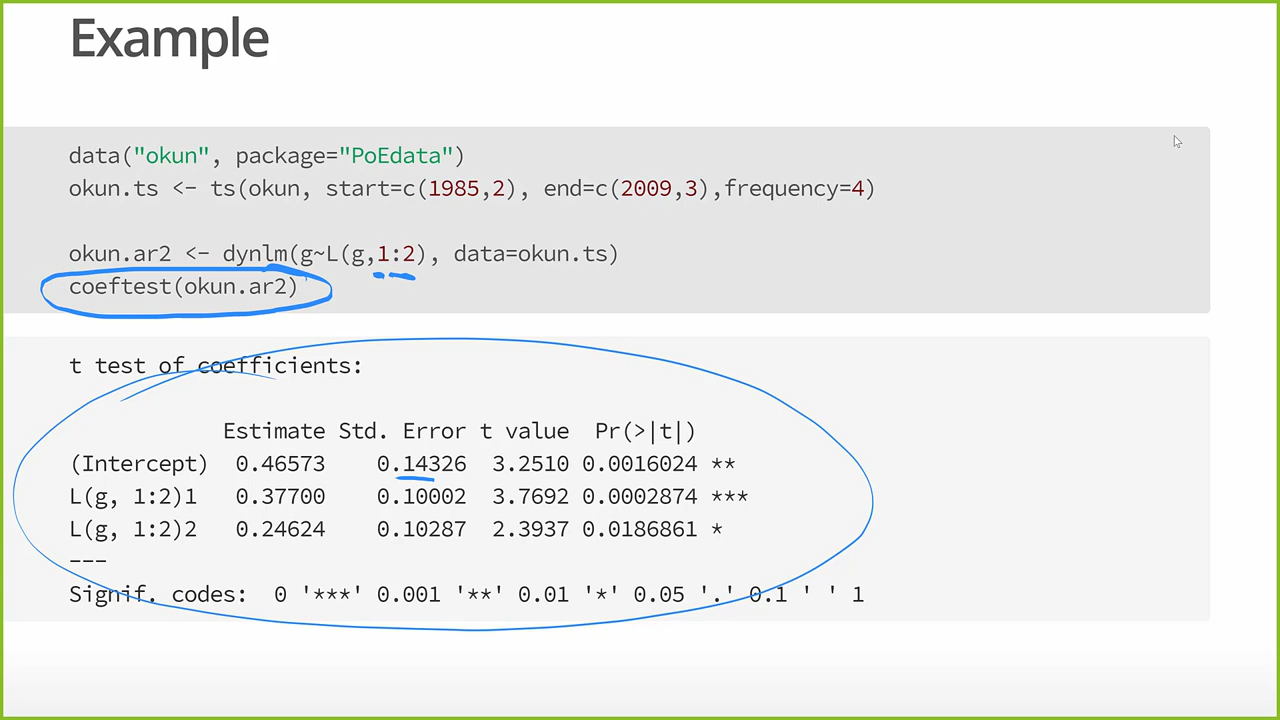 Example
data("okun", package="PoEdata")
okun.ts <- ts(okun, start=c(1985,2), end=c(2009,3),frequency=4)
okun.ar2 <- dynlm(g~L(g,1:2), data=okun.ts)
coeftest(okun.ar2)
t test of coefficients:
Estimate Std. Error t value Pr(>|t|)
(Intercept) 0.46573 0.14326 3.2510 0.0016024 **
L(g, 1:2)1 0.37700 0.10002 3.7692 0.0002874 ***
L(g, 1:2)2 0.24624 0.10287 2.3937 0.0186861 *
---
Signif. codes: 0 '***' 0.001 '**' 0.01 '*' 0.05 '.' 0.1 ' ' 1